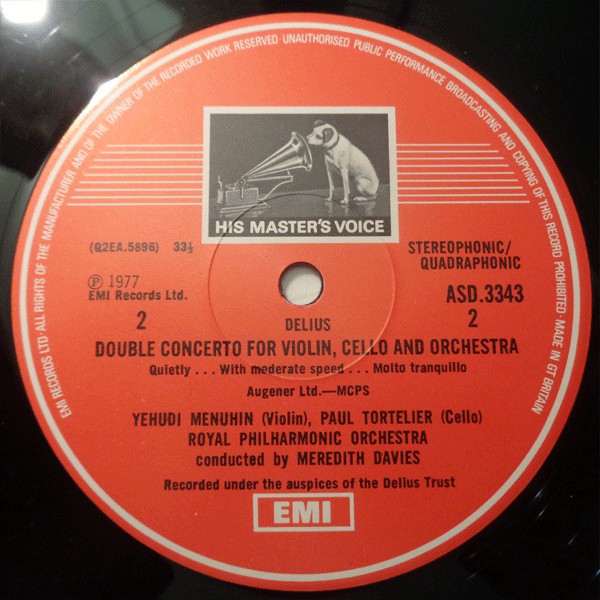 EMI RECORDS LTD·ALL RIGHTS OF THE MANUFACTURER AND OF THE OWNER OF THE RECORDED WORK RESERVED·UNAUTHORISED PUBLIC PERFORMANCE BROADCASTING AND COPYING OF THIS RECORD PROHIBITED·MADE IN GT BRITAIN
HIS MASTER'S VOICE
(Q2EA.5896) 33⅓
STEREOPHONIC/
QUADRAPHONIC
Ⓟ 1977
EMI Records Ltd.
ASD.3343
2 DELIUS 2
DOUBLE CONCERTO FOR VIOLIN, CELLO AND ORCHESTRA
Quietly . . . With moderate speed . . . Molto tranquillo
Augener Ltd.—MCPS
YEHUDI MENUHIN (Violin), PAUL TORTELIER (Cello)
ROYAL PHILHARMONIC ORCHESTRA
conducted by MEREDITH DAVIES
Recorded under the auspices of the Delius Trust
EMI